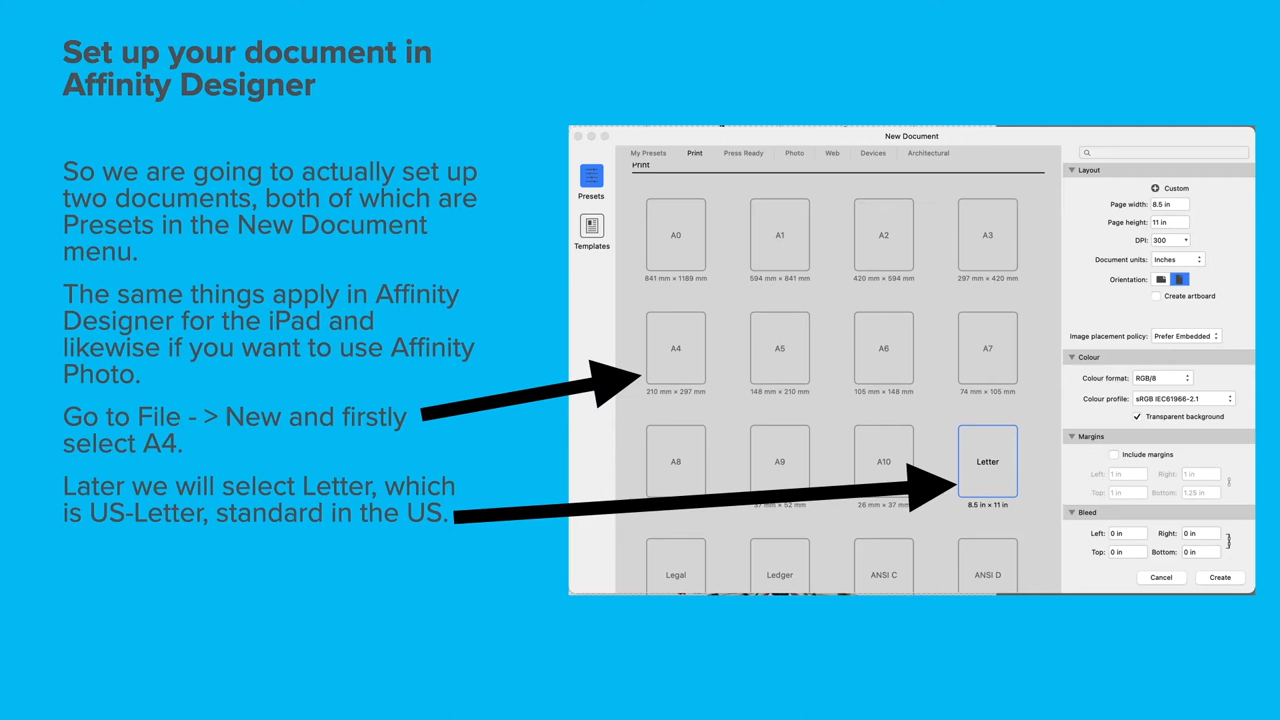 Set up your document in
Affinity Designer
So we are going to actually set up
two documents, both of which are
Presets in the New Document
menu.
The same things apply in Affinity
Designer for the iPad and
likewise if you want to use Affinity
Photo.
Go to File - > New and firstly
select A4.
Later we will select Letter, which
is US-Letter, standard in the US.
New Document
My Presets Print Press Ready Photo Web Devices Architectural
Print
Presets
Templates
A0 A1 A2 A3
841 mm × 1189 mm 594 mm × 841 mm 420 mm × 594 mm 297 mm × 420 mm
A4 A5 A6 A7
210 mm × 297 mm 148 mm × 210 mm 105 mm × 148 mm 74 mm × 105 mm
A8 A9 A10 Letter
37 mm × 52 mm 26 mm × 37 mm 8.5 in × 11 in
Legal Ledger ANSI C ANSI D
Layout
Custom
Page width: 8.5 in
Page height: 11 in
DPI: 300
Document units: Inches
Orientation:
Create artboard
Image placement policy: Prefer Embedded
Colour
Colour format: RGB/8
Colour profile: sRGB IEC61966-2.1
Transparent background
Margins
Include margins
Left: 1 in Right: 1 in
Top: 1 in Bottom: 1.25 in
Bleed
Left: 0 in Right: 0 in
Top: 0 in Bottom: 0 in
Cancel Create